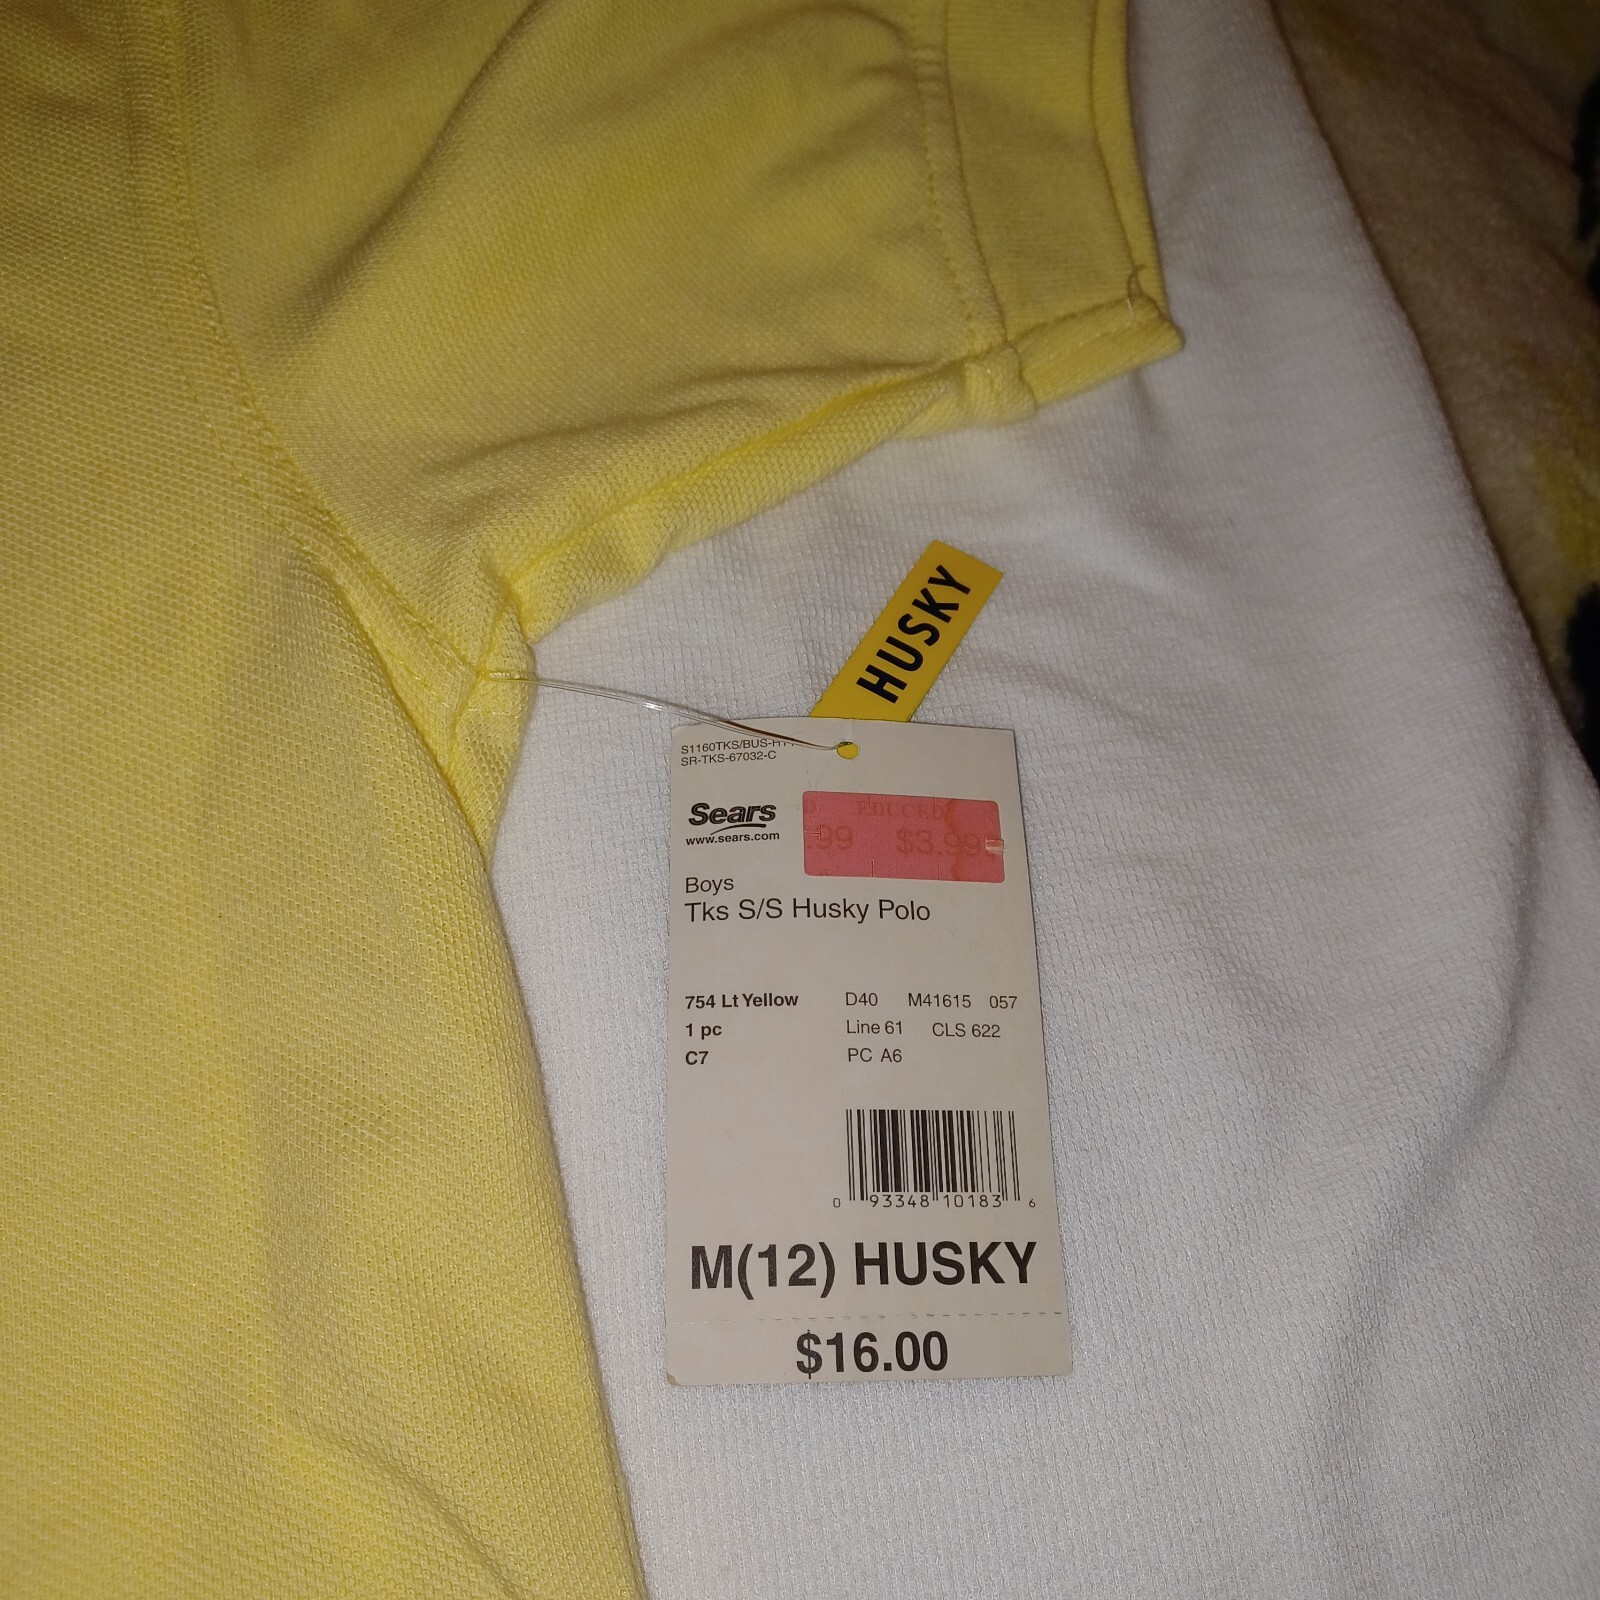 HUSKY
S1160TKS/BUS-H
SR-TKS-67032-C
Sears
www.sears.com
EDUCED
.99 $3.99
Boys
Tks S/S Husky Polo
754 Lt Yellow D40 M41615 057
1 pc Line 61 CLS 622
C7 PC A6
0 93348 10183 6
M(12) HUSKY
$16.00